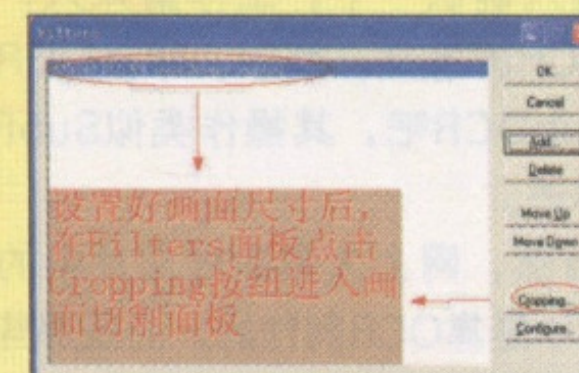 Filters
OK
Cancel
Add...
Delete
Move Up
Move Down
Cropping...
Configure...
设置好画面尺寸后，
在Filters面板点击
Cropping按纽进入画
面切割面板